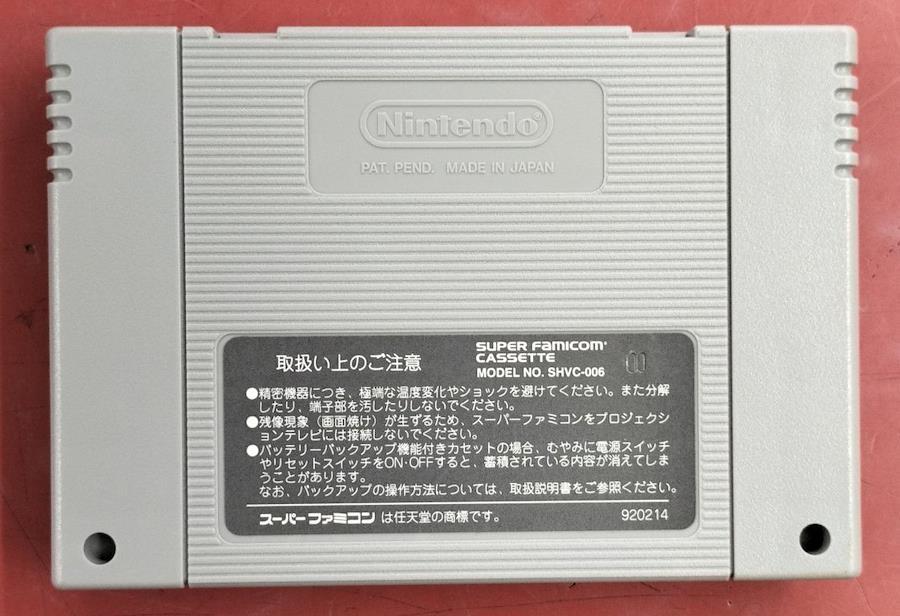 Nintendo®
PAT. PEND. MADE IN JAPAN
取扱い上のご注意
SUPER FAMICOM®
CASSETTE
MODEL NO. SHVC-006
●精密機器につき、極端な温度変化やショックを避けてください。また分解
したり、端子部を汚したりしないでください。
●残像現象（画面焼け）が生ずるため、スーパーファミコンをプロジェクシ
ョンテレビには接続しないでください。
●バッテリーバックアップ機能付きカセットの場合、むやみに電源スイッチ
やリセットスイッチをON·OFFすると、蓄積されている内容が消えてしま
うことがあります。
なお、バックアップの操作方法については、取扱説明書をご参照ください。
スーパーファミコンは任天堂の商標です。
920214